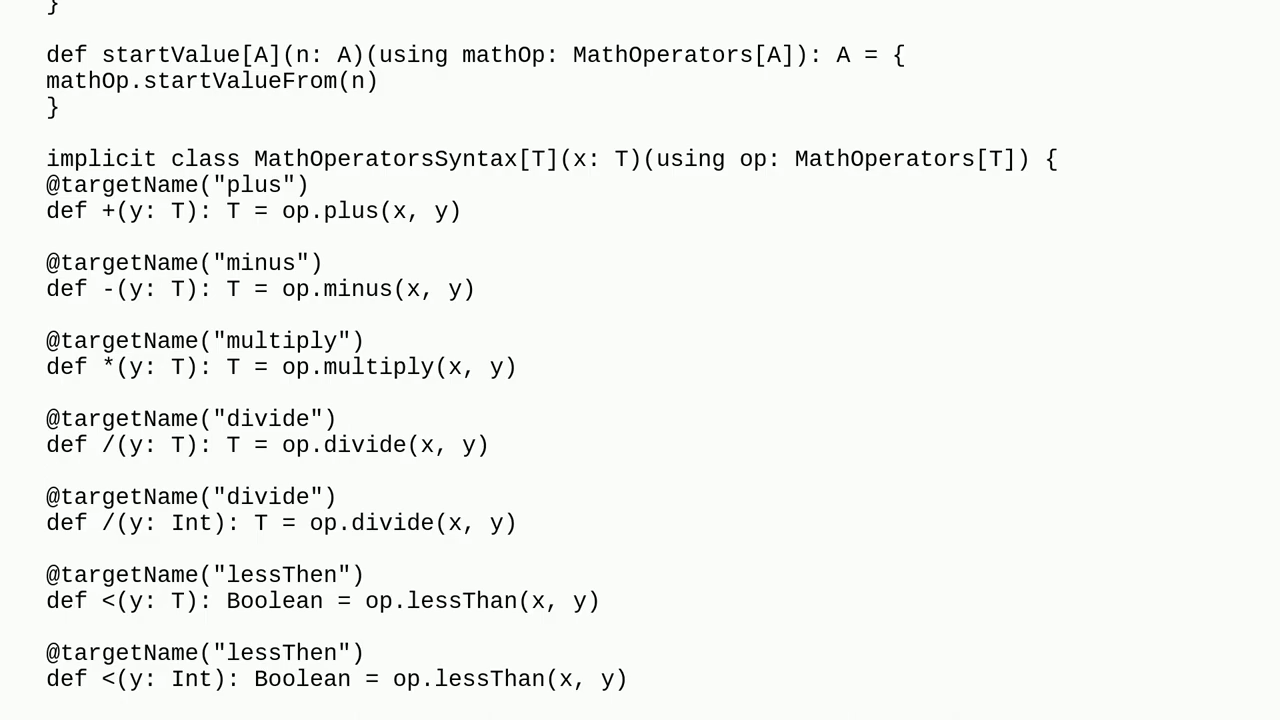 }
def startValue[A](n: A)(using mathOp: MathOperators[A]): A = {
mathOp.startValueFrom(n)
}
implicit class MathOperatorsSyntax[T](x: T)(using op: MathOperators[T]) {
@targetName("plus")
def +(y: T): T = op.plus(x, y)
@targetName("minus")
def -(y: T): T = op.minus(x, y)
@targetName("multiply")
def *(y: T): T = op.multiply(x, y)
@targetName("divide")
def /(y: T): T = op.divide(x, y)
@targetName("divide")
def /(y: Int): T = op.divide(x, y)
@targetName("lessThen")
def <(y: T): Boolean = op.lessThan(x, y)
@targetName("lessThen")
def <(y: Int): Boolean = op.lessThan(x, y)